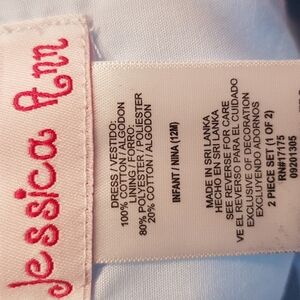 Jessica Ann
DRESS / VESTIDO:
100% COTTON / ALGODON
LINING / FORRO:
80% POLYESTER / POLIESTER
20% COTTON / ALGODON
INFANT / NINA (12M)
MADE IN SRI LANKA
HECHO EN SRI LANKA
SEE REVERSE FOR CARE
VE EL REVERSO PARA EL CUIDADO
EXCLUSIVE OF DECORATION
EXCLUYENDO ADORNOS
2 PIECE SET (1 OF 2)
RN#17175
09201305